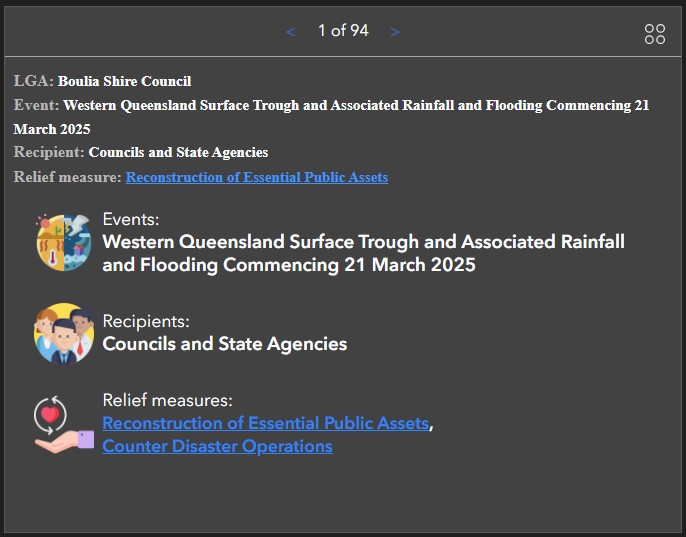 < 1 of 94 >
LGA: Boulia Shire Council
Event: Western Queensland Surface Trough and Associated Rainfall and Flooding Commencing 21
March 2025
Recipient: Councils and State Agencies
Relief measure: Reconstruction of Essential Public Assets
Events:
Western Queensland Surface Trough and Associated Rainfall
and Flooding Commencing 21 March 2025
Recipients:
Councils and State Agencies
Relief measures:
Reconstruction of Essential Public Assets,
Counter Disaster Operations